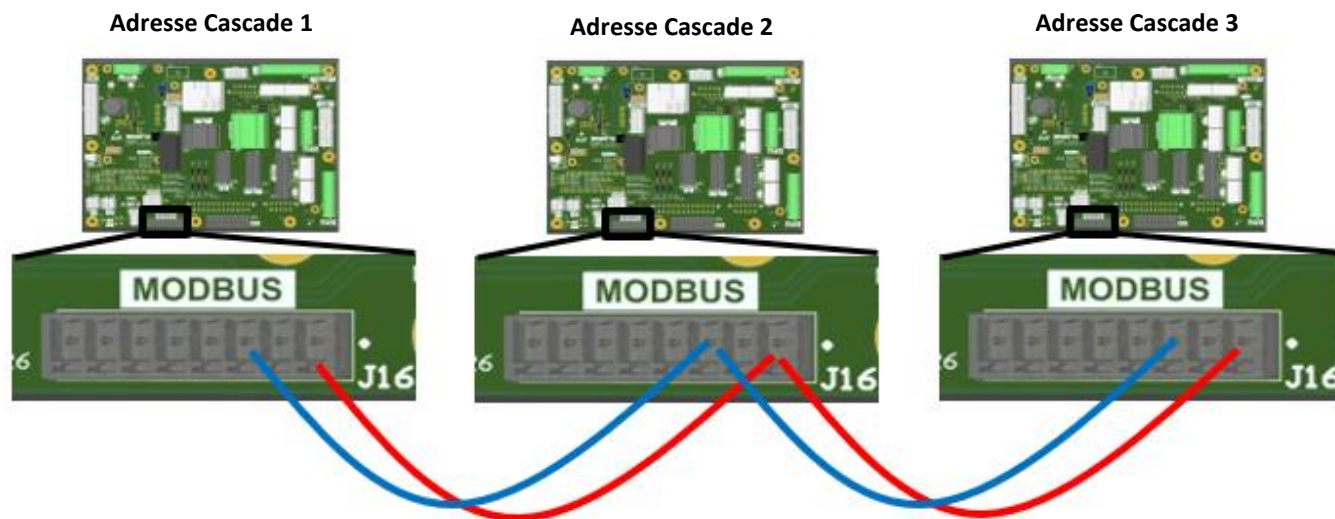 Adresse Cascade 1
Adresse Cascade 2
Adresse Cascade 3
MODBUS
MODBUS
MODBUS
J16
J16
J16